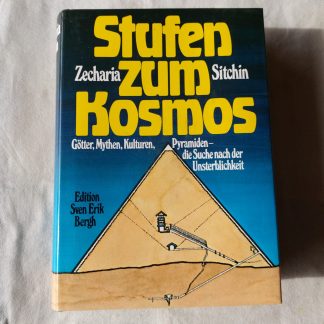 Stufen
Zecharia zum Sitchin
Kosmos
Götter, Mythen, Kulturen, Pyramiden –
die Suche nach der
Unsterblichkeit
Edition
Sven Erik
Bergh